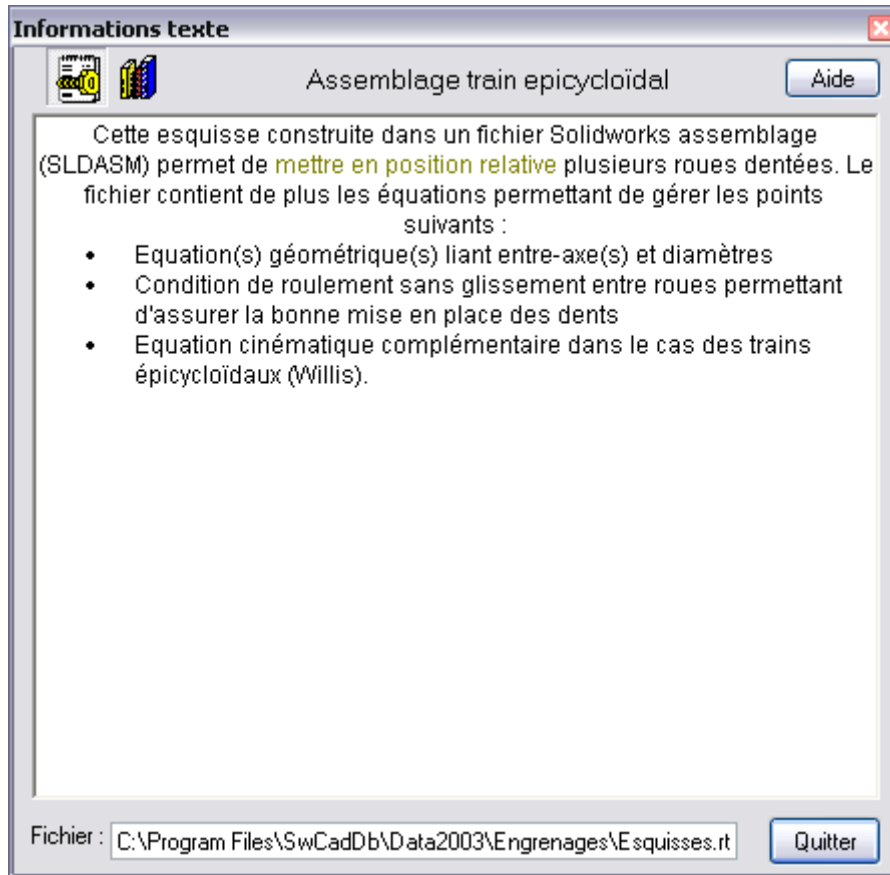 Informations texte
Assemblage train epicycloïdal
Aide
Cette esquisse construite dans un fichier Solidworks assemblage
(SLDASM) permet de mettre en position relative plusieurs roues dentées. Le
fichier contient de plus les équations permettant de gérer les points
suivants :
• Equation(s) géométrique(s) liant entre-axe(s) et diamètres
• Condition de roulement sans glissement entre roues permettant
d'assurer la bonne mise en place des dents
• Equation cinématique complémentaire dans le cas des trains
épicycloïdaux (Willis).
Fichier : C:\Program Files\SwCadDb\Data2003\Engrenages\Esquisses.rt
Quitter